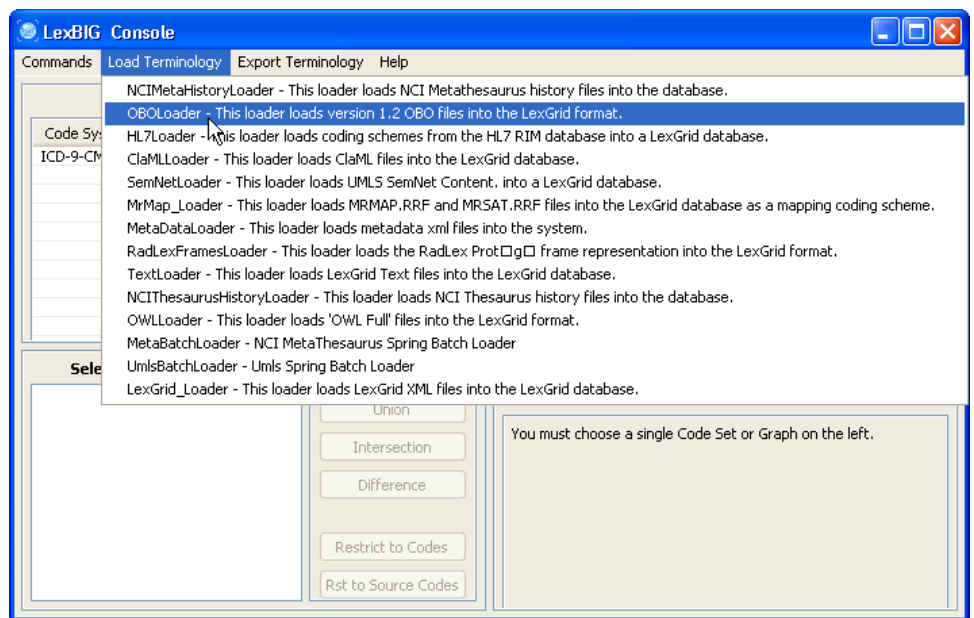 LexBIG Console
Commands Load Terminology Export Terminology Help
NCIMetaHistoryLoader - This loader loads NCI Metathesaurus history files into the database.
OBOLoader - This loader loads version 1.2 OBO files into the LexGrid format.
HL7Loader - This loader loads coding schemes from the HL7 RIM database into a LexGrid database.
ClaMLLoader - This loader loads ClaML files into the LexGrid database.
SemNetLoader - This loader loads UMLS SemNet Content. into a LexGrid database.
MrMap_Loader - This loader loads MRMAP.RRF and MRSAT.RRF files into the LexGrid database as a mapping coding scheme.
MetaDataLoader - This loader loads metadata xml files into the system.
RadLexFramesLoader - This loader loads the RadLex Prot□g□ frame representation into the LexGrid format.
TextLoader - This loader loads LexGrid Text files into the LexGrid database.
NCIThesaurusHistoryLoader - This loader loads NCI Thesaurus history files into the database.
OWLLoader - This loader loads 'OWL Full' files into the LexGrid format.
MetaBatchLoader - NCI MetaThesaurus Spring Batch Loader
UmlsBatchLoader - Umls Spring Batch Loader
LexGrid_Loader - This loader loads LexGrid XML files into the LexGrid database.
Code Sy
ICD-9-CM
Sele
Union
Intersection
Difference
Restrict to Codes
Rst to Source Codes
You must choose a single Code Set or Graph on the left.